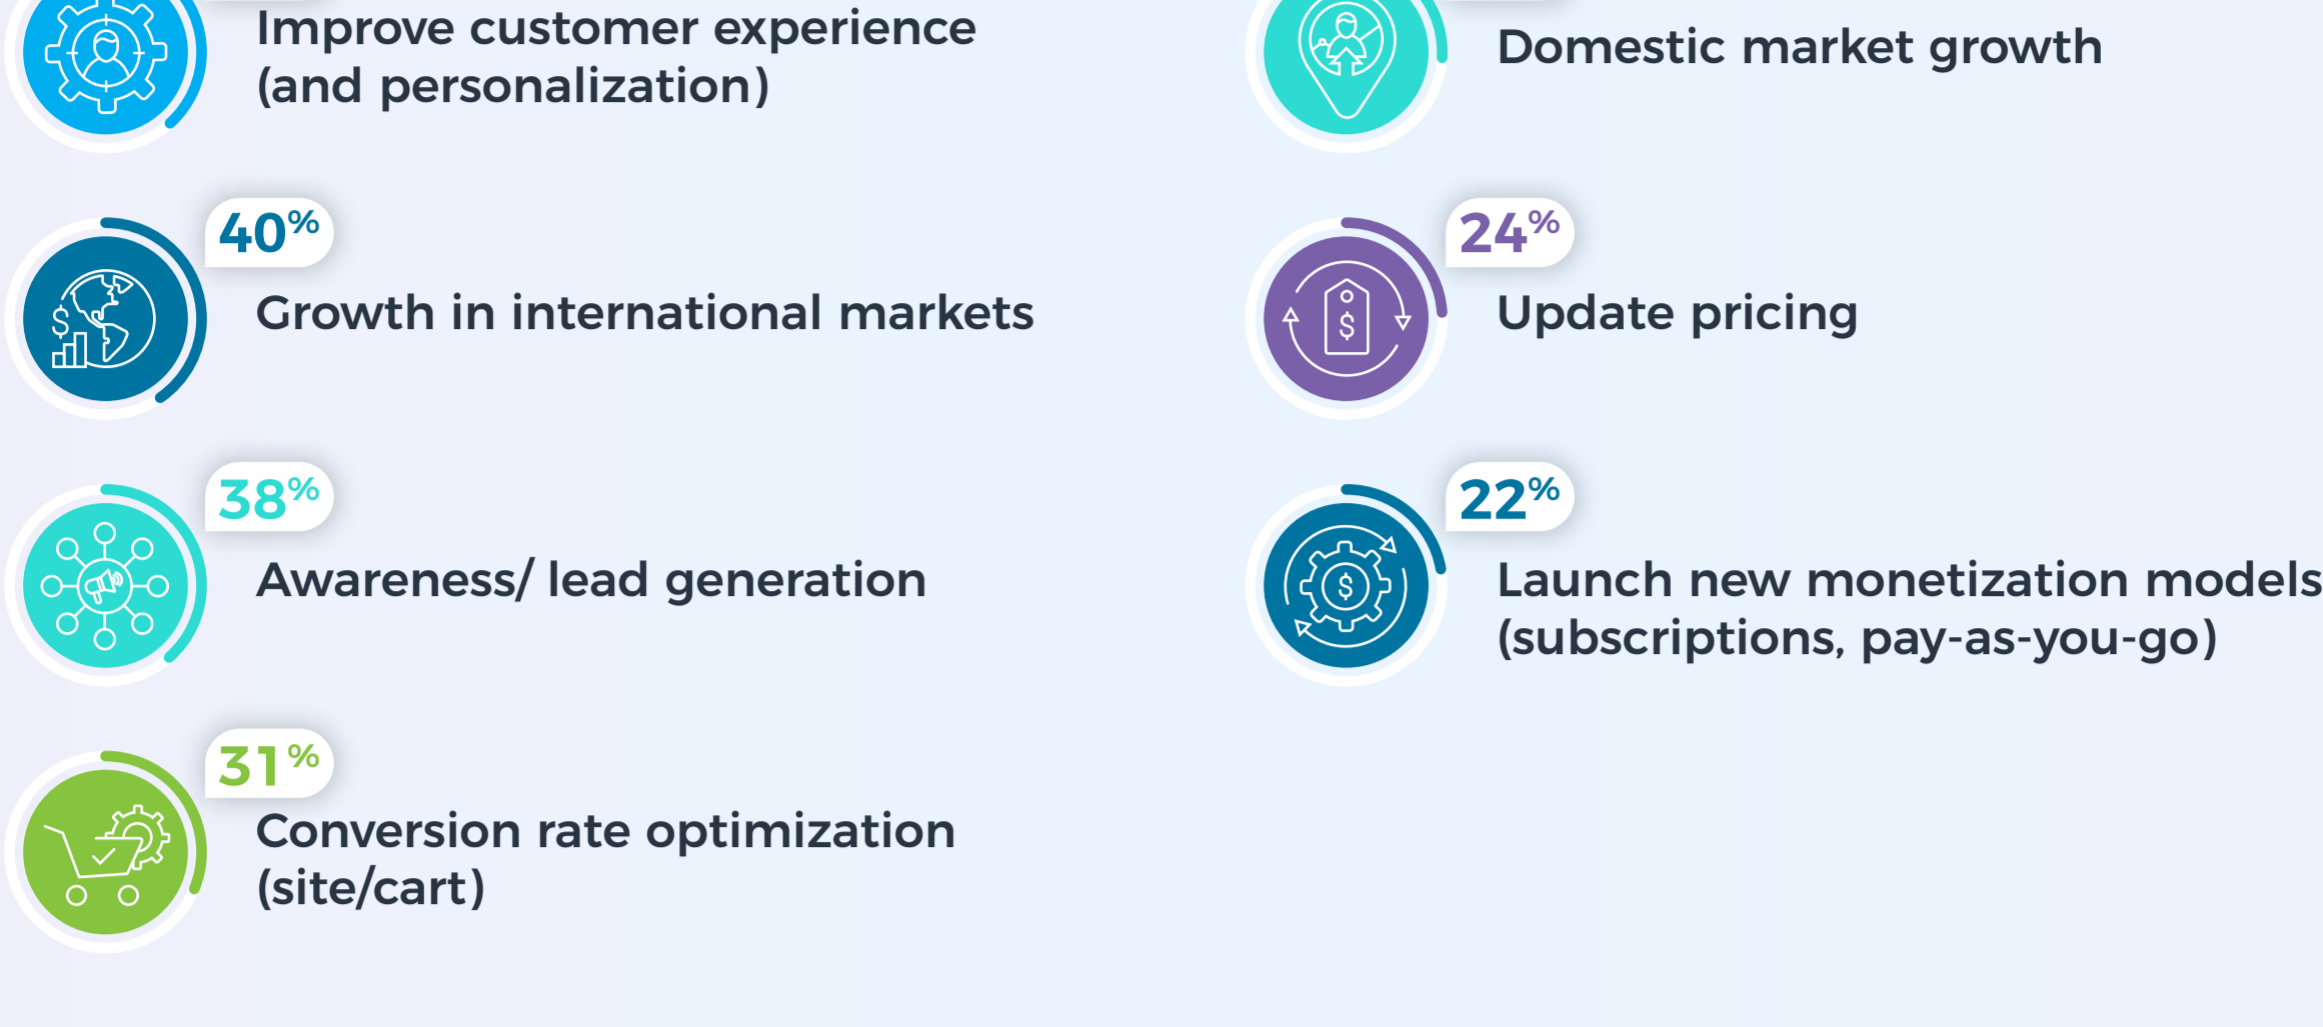 Improve customer experience
(and personalization)
40%
Growth in international markets
38%
Awareness/ lead generation
31%
Conversion rate optimization
(site/cart)
Domestic market growth
24%
Update pricing
22%
Launch new monetization models
(subscriptions, pay-as-you-go)